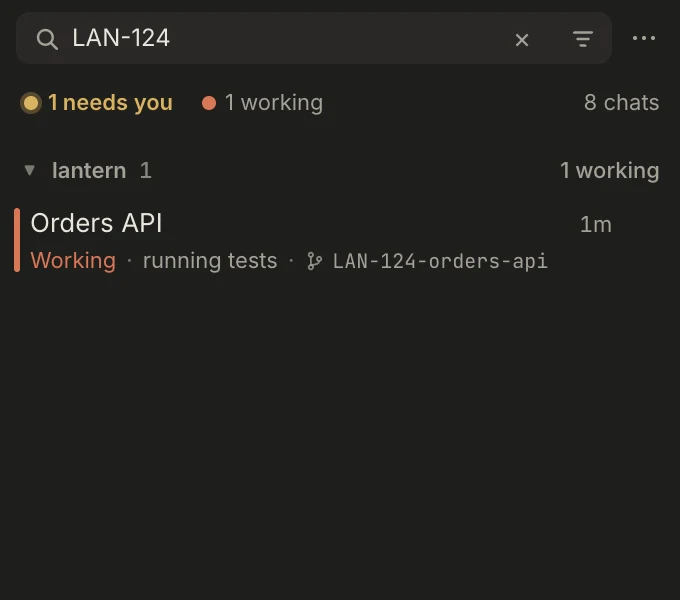 LAN-124
1 needs you 1 working 8 chats
lantern 1 1 working
Orders API 1m
Working · running tests · LAN-124-orders-api